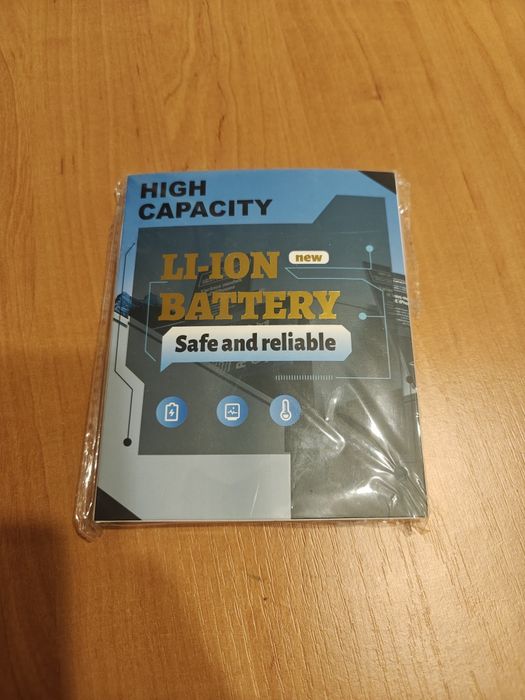 HIGH
CAPACITY
LI-ION new
BATTERY
Safe and reliable